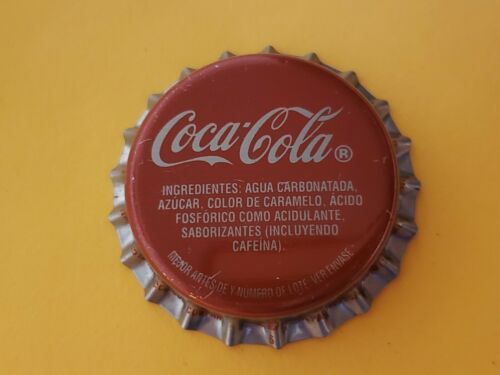 Coca-Cola®
INGREDIENTES: AGUA CARBONATADA,
AZÚCAR, COLOR DE CARAMELO, ÁCIDO
FOSFÓRICO COMO ACIDULANTE,
SABORIZANTES (INCLUYENDO
CAFEÍNA).
MEJOR ANTES DE Y NUMERO DE LOTE: VER ENVASE